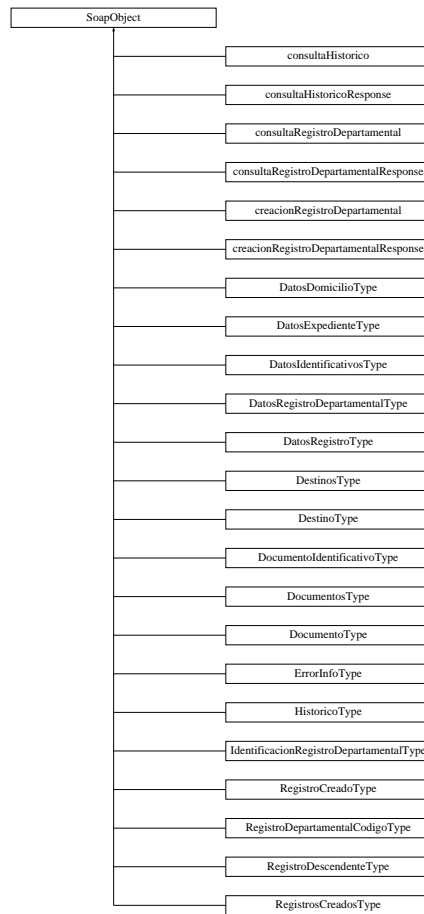 SoapObject
consultaHistorico
consultaHistoricoResponse
consultaRegistroDepartamental
consultaRegistroDepartamentalResponse
creacionRegistroDepartamental
creacionRegistroDepartamentalResponse
DatosDomicilioType
DatosExpedienteType
DatosIdentificativosType
DatosRegistroDepartamentalType
DatosRegistroType
DestinosType
DestinoType
DocumentoIdentificativoType
DocumentosType
DocumentoType
ErrorInfoType
HistoricoType
IdentificacionRegistroDepartamentalType
RegistroCreadoType
RegistroDepartamentalCodigoType
RegistroDescendenteType
RegistrosCreadosType